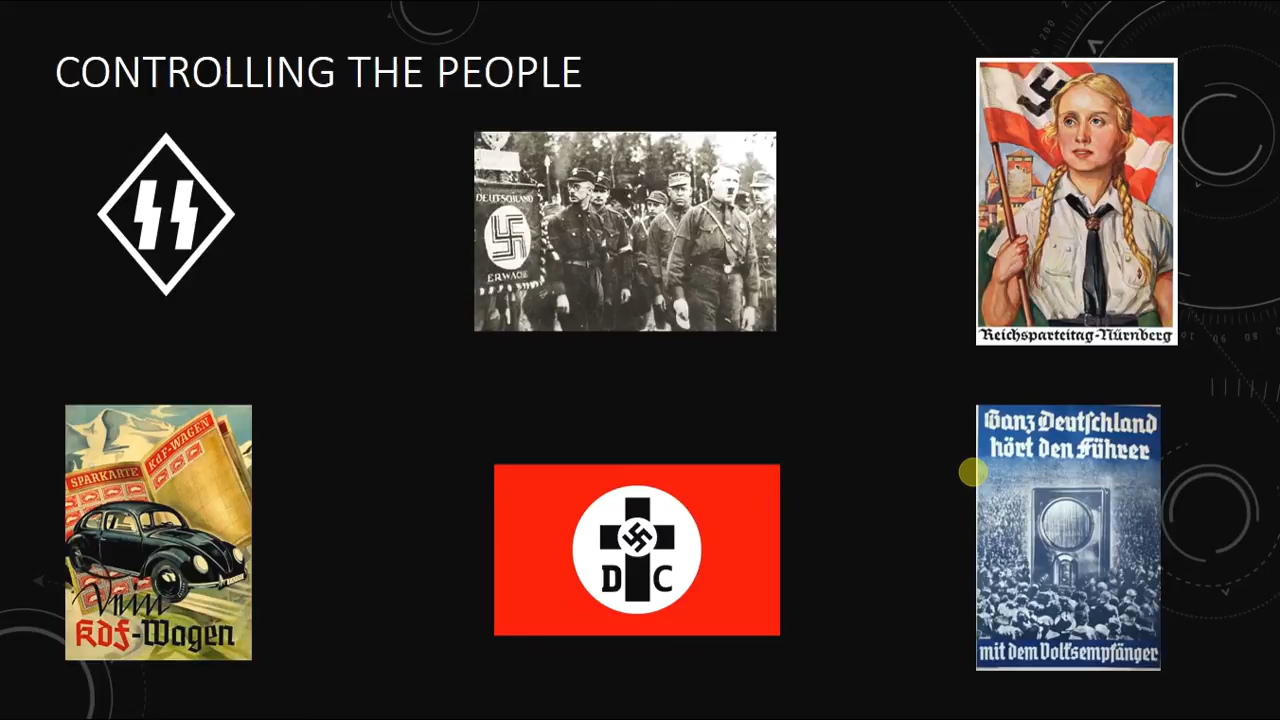 CONTROLLING THE PEOPLE
DEUTSCHLAND
ERWACHE
Reichsparteitag-Nürnberg
SPARKARTE
KdF-WAGEN
Dein
KdF-Wagen
D C
Ganz Deutschland
hört den Führer
mit dem Volksempfänger